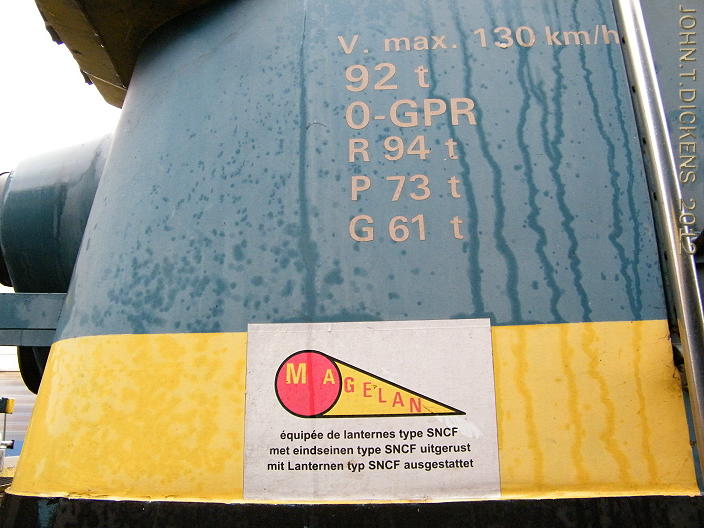 V. max. 130 km/h
92 t
0-GPR
R 94 t
P 73 t
G 61 t
MAGELAN
équipée de lanternes type SNCF
met eindseinen type SNCF uitgerust
mit Lanternen typ SNCF ausgestattet
JOHN.T.DICKENS 2012